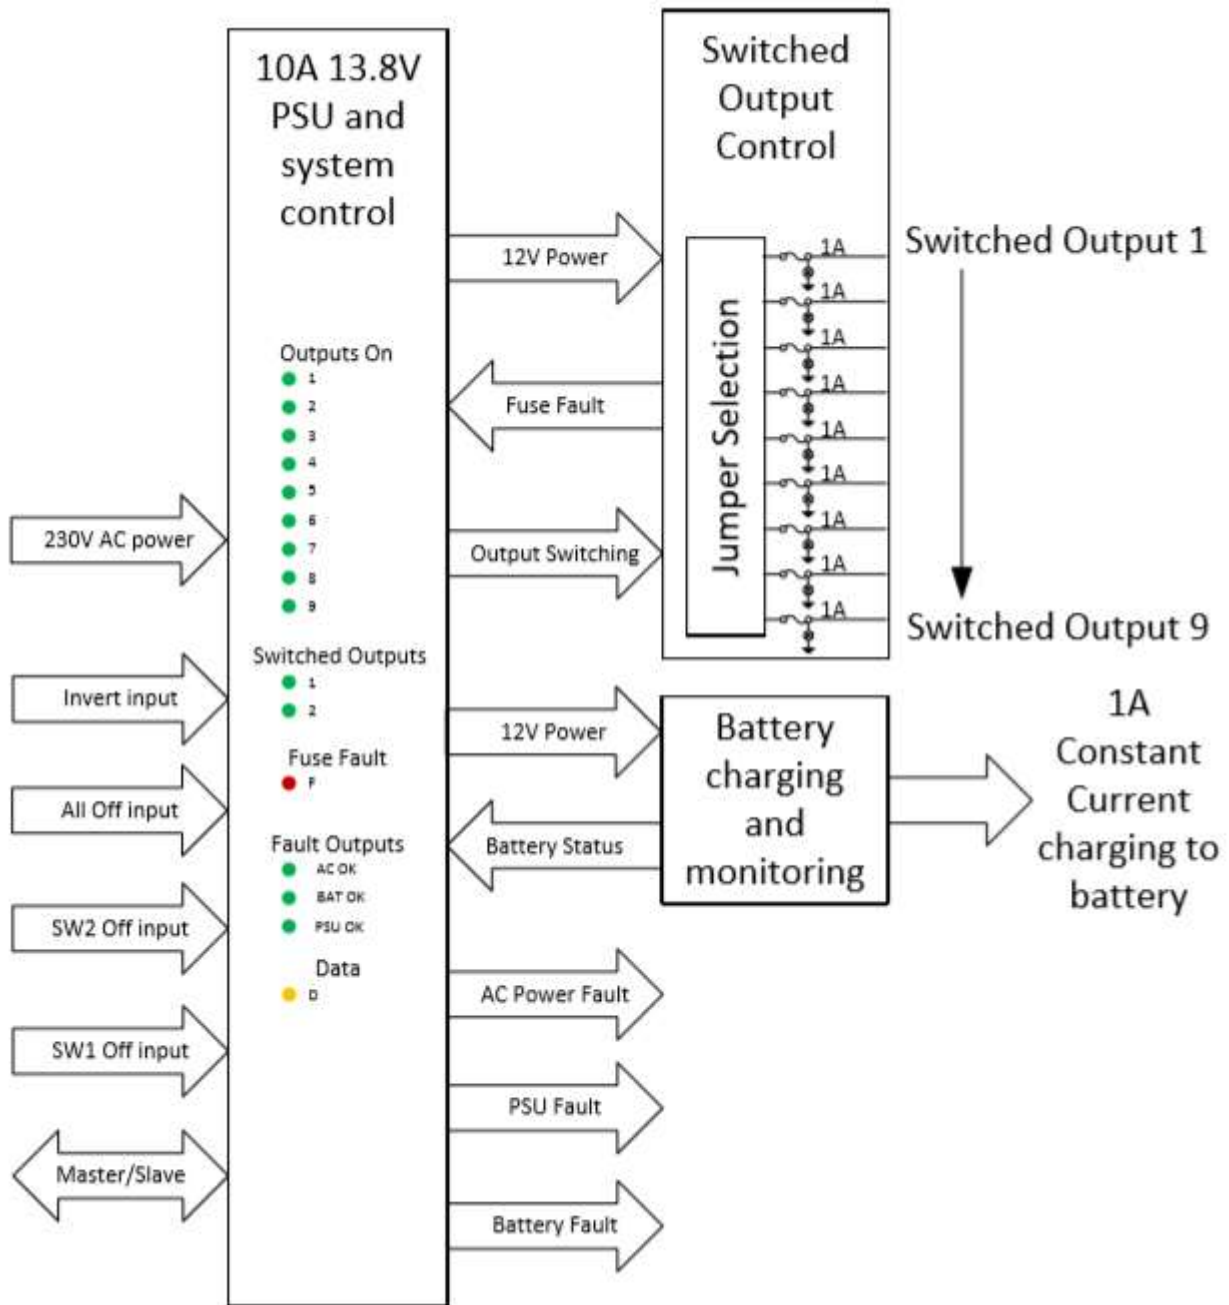 10A 13.8V
PSU and
system
control
Outputs On
1
2
3
4
5
6
7
8
9
Switched Outputs
1
2
Fuse Fault
F
Fault Outputs
AC OK
BAT OK
PSU OK
Data
D
230V AC power
Invert input
All Off input
SW2 Off input
SW1 Off input
Master/Slave
12V Power
Fuse Fault
Output Switching
12V Power
Battery Status
AC Power Fault
PSU Fault
Battery Fault
Switched
Output
Control
Jumper Selection
1A
1A
1A
1A
1A
1A
1A
1A
1A
Switched Output 1
Switched Output 9
Battery
charging
and
monitoring
1A
Constant
Current
charging to
battery